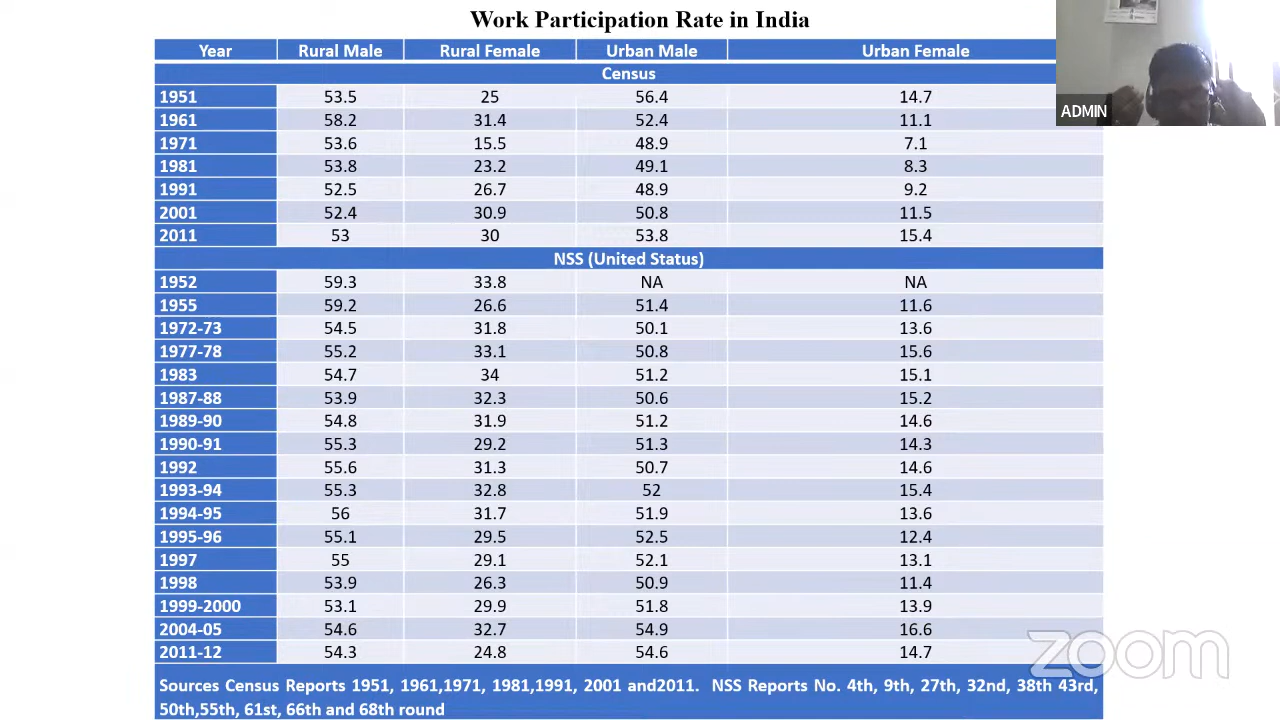 Work Participation Rate in India
Year Rural Male Rural Female Urban Male Urban Female
Census
1951 53.5 25 56.4 14.7
1961 58.2 31.4 52.4 11.1
1971 53.6 15.5 48.9 7.1
1981 53.8 23.2 49.1 8.3
1991 52.5 26.7 48.9 9.2
2001 52.4 30.9 50.8 11.5
2011 53 30 53.8 15.4
NSS (United Status)
1952 59.3 33.8 NA NA
1955 59.2 26.6 51.4 11.6
1972-73 54.5 31.8 50.1 13.6
1977-78 55.2 33.1 50.8 15.6
1983 54.7 34 51.2 15.1
1987-88 53.9 32.3 50.6 15.2
1989-90 54.8 31.9 51.2 14.6
1990-91 55.3 29.2 51.3 14.3
1992 55.6 31.3 50.7 14.6
1993-94 55.3 32.8 52 15.4
1994-95 56 31.7 51.9 13.6
1995-96 55.1 29.5 52.5 12.4
1997 55 29.1 52.1 13.1
1998 53.9 26.3 50.9 11.4
1999-2000 53.1 29.9 51.8 13.9
2004-05 54.6 32.7 54.9 16.6
2011-12 54.3 24.8 54.6 14.7
Sources Census Reports 1951, 1961,1971, 1981,1991, 2001 and2011. NSS Reports No. 4th, 9th, 27th, 32nd, 38th 43rd,
50th,55th, 61st, 66th and 68th round
ADMIN
zoom